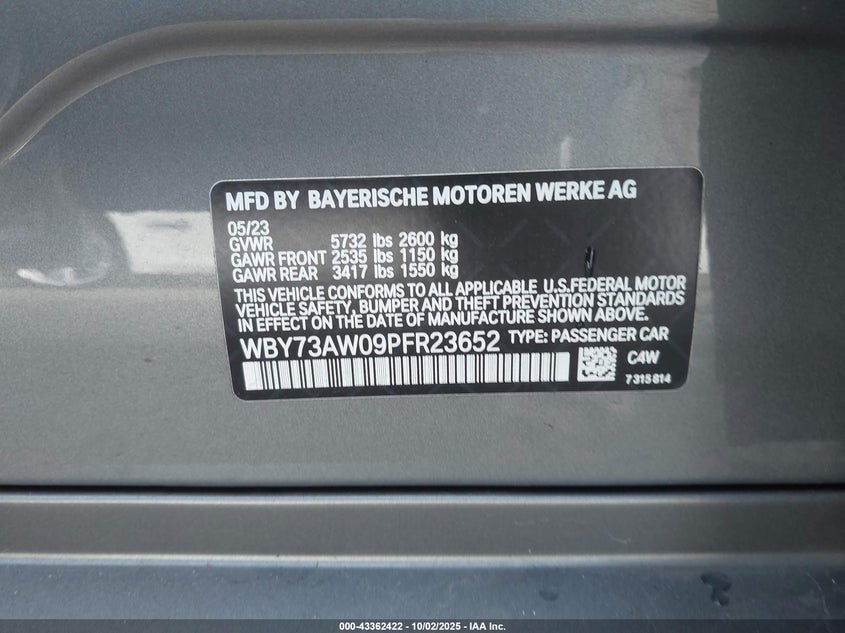 MFD BY BAYERISCHE MOTOREN WERKE AG
05/23
GVWR 5732 lbs 2600 kg
GAWR FRONT 2535 lbs 1150 kg
GAWR REAR 3417 lbs 1550 kg
THIS VEHICLE CONFORMS TO ALL APPLICABLE U.S.FEDERAL MOTOR
VEHICLE SAFETY, BUMPER AND THEFT PREVENTION STANDARDS
IN EFFECT ON THE DATE OF MANUFACTURE SHOWN ABOVE.
WBY73AW09PFR23652 TYPE: PASSENGER CAR
C4W
7315814
000-43362422 - 10/02/2025 - IAA Inc.